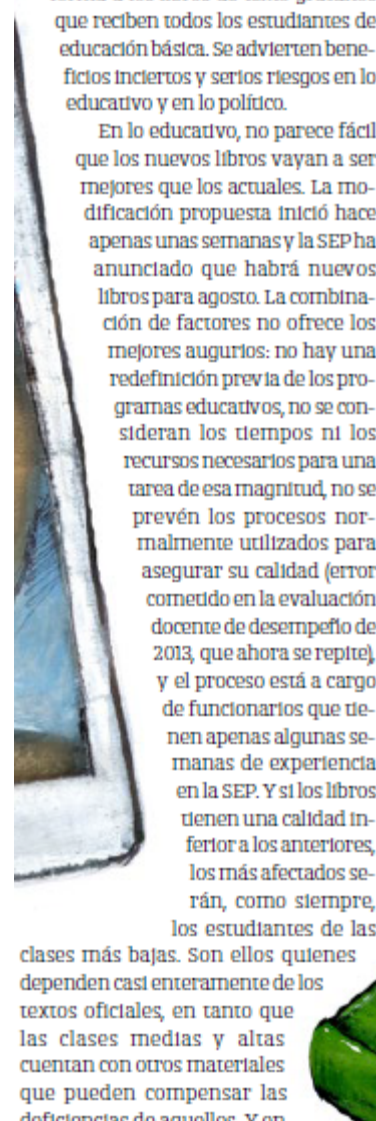 que reciben todos los estudiantes de
educación básica. Se advierten bene-
ficios inciertos y serios riesgos en lo
educativo y en lo político.
En lo educativo, no parece fácil
que los nuevos libros vayan a ser
mejores que los actuales. La mo-
dificación propuesta inició hace
apenas unas semanas y la SEP ha
anunciado que habrá nuevos
libros para agosto. La combina-
ción de factores no ofrece los
mejores augurios: no hay una
redefinición previa de los pro-
gramas educativos, no se con-
sideran los tiempos ni los
recursos necesarios para una
tarea de esa magnitud, no se
prevén los procesos nor-
malmente utilizados para
asegurar su calidad (error
cometido en la evaluación
docente de desempeño de
2013, que ahora se repite),
y el proceso está a cargo
de funcionarios que tie-
nen apenas algunas se-
manas de experiencia
en la SEP. Y si los libros
tienen una calidad in-
ferior a los anteriores,
los más afectados se-
rán, como siempre,
los estudiantes de las
clases más bajas. Son ellos quienes
dependen casi enteramente de los
textos oficiales, en tanto que
las clases medias y altas
cuentan con otros materiales
que pueden compensar las
deficiencias de aquellos. Y en